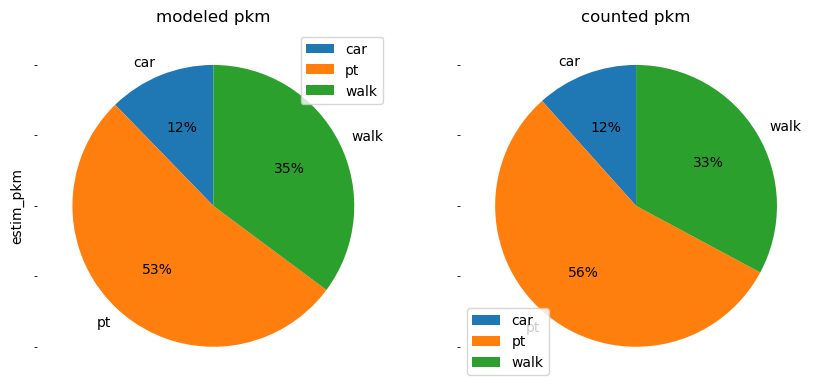 modeled pkm
car
pt
walk
car
walk
12%
35%
53%
pt
estim_pkm
counted pkm
car
walk
12%
33%
56%
pt
car
pt
walk